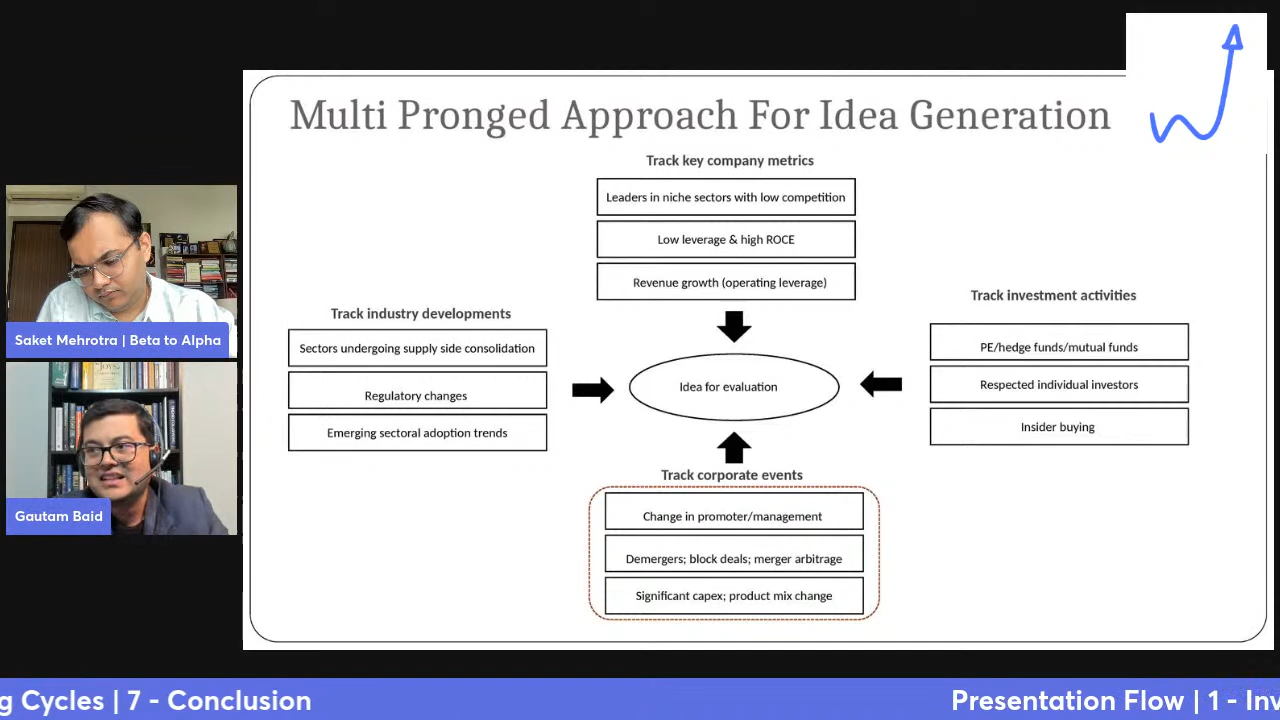 Multi Pronged Approach For Idea Generation
Track key company metrics
Leaders in niche sectors with low competition
Low leverage & high ROCE
Revenue growth (operating leverage)
Track industry developments
Sectors undergoing supply side consolidation
Regulatory changes
Emerging sectoral adoption trends
Idea for evaluation
Track investment activities
PE/hedge funds/mutual funds
Respected individual investors
Insider buying
Track corporate events
Change in promoter/management
Demergers; block deals; merger arbitrage
Significant capex; product mix change
Saket Mehrotra | Beta to Alpha
Gautam Baid
g Cycles | 7 - Conclusion
Presentation Flow | 1 - Inv